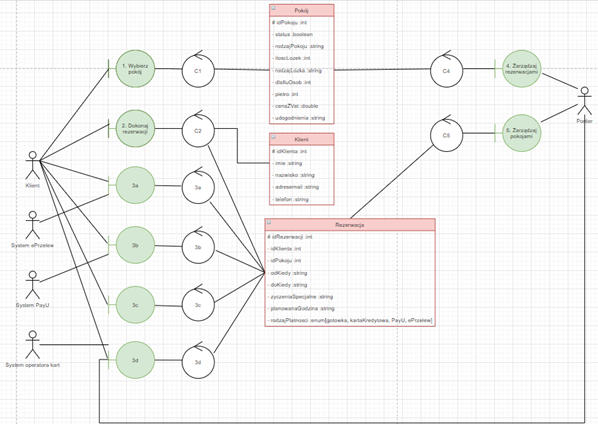 Pokój
# idPokoju :int
- status :boolean
- rodzajPokoju :string
- iloscLozek :int
- rodzajLozka :string
- dlaIluOsob :int
- pietro :int
- cenaZVat :double
- udogodnienia :string
1. Wybierz
pokój
C1
C4
4. Zarządzaj
rezerwacjami
2. Dokonaj
rezerwacji
C2
Klient
# idKlienta :int
- imie :string
- nazwisko :string
- adresemail :string
- telefon :string
C5
5. Zarządzaj
pokojami
Portier
Klient
3a
3a
System ePrzelew
3b
3b
Rezerwacja
# idRezerwacji :int
- idKlienta :int
- idPokoju :int
- odKiedy :string
- doKiedy :string
- zyczeniaSpecjalne :string
- planowanaGodzina :string
- rodzajPlatnosci :enum[gotowka, kartaKredytowa, PayU, ePrzelew]
System PayU
3c
3c
System operatora kart
3d
3d